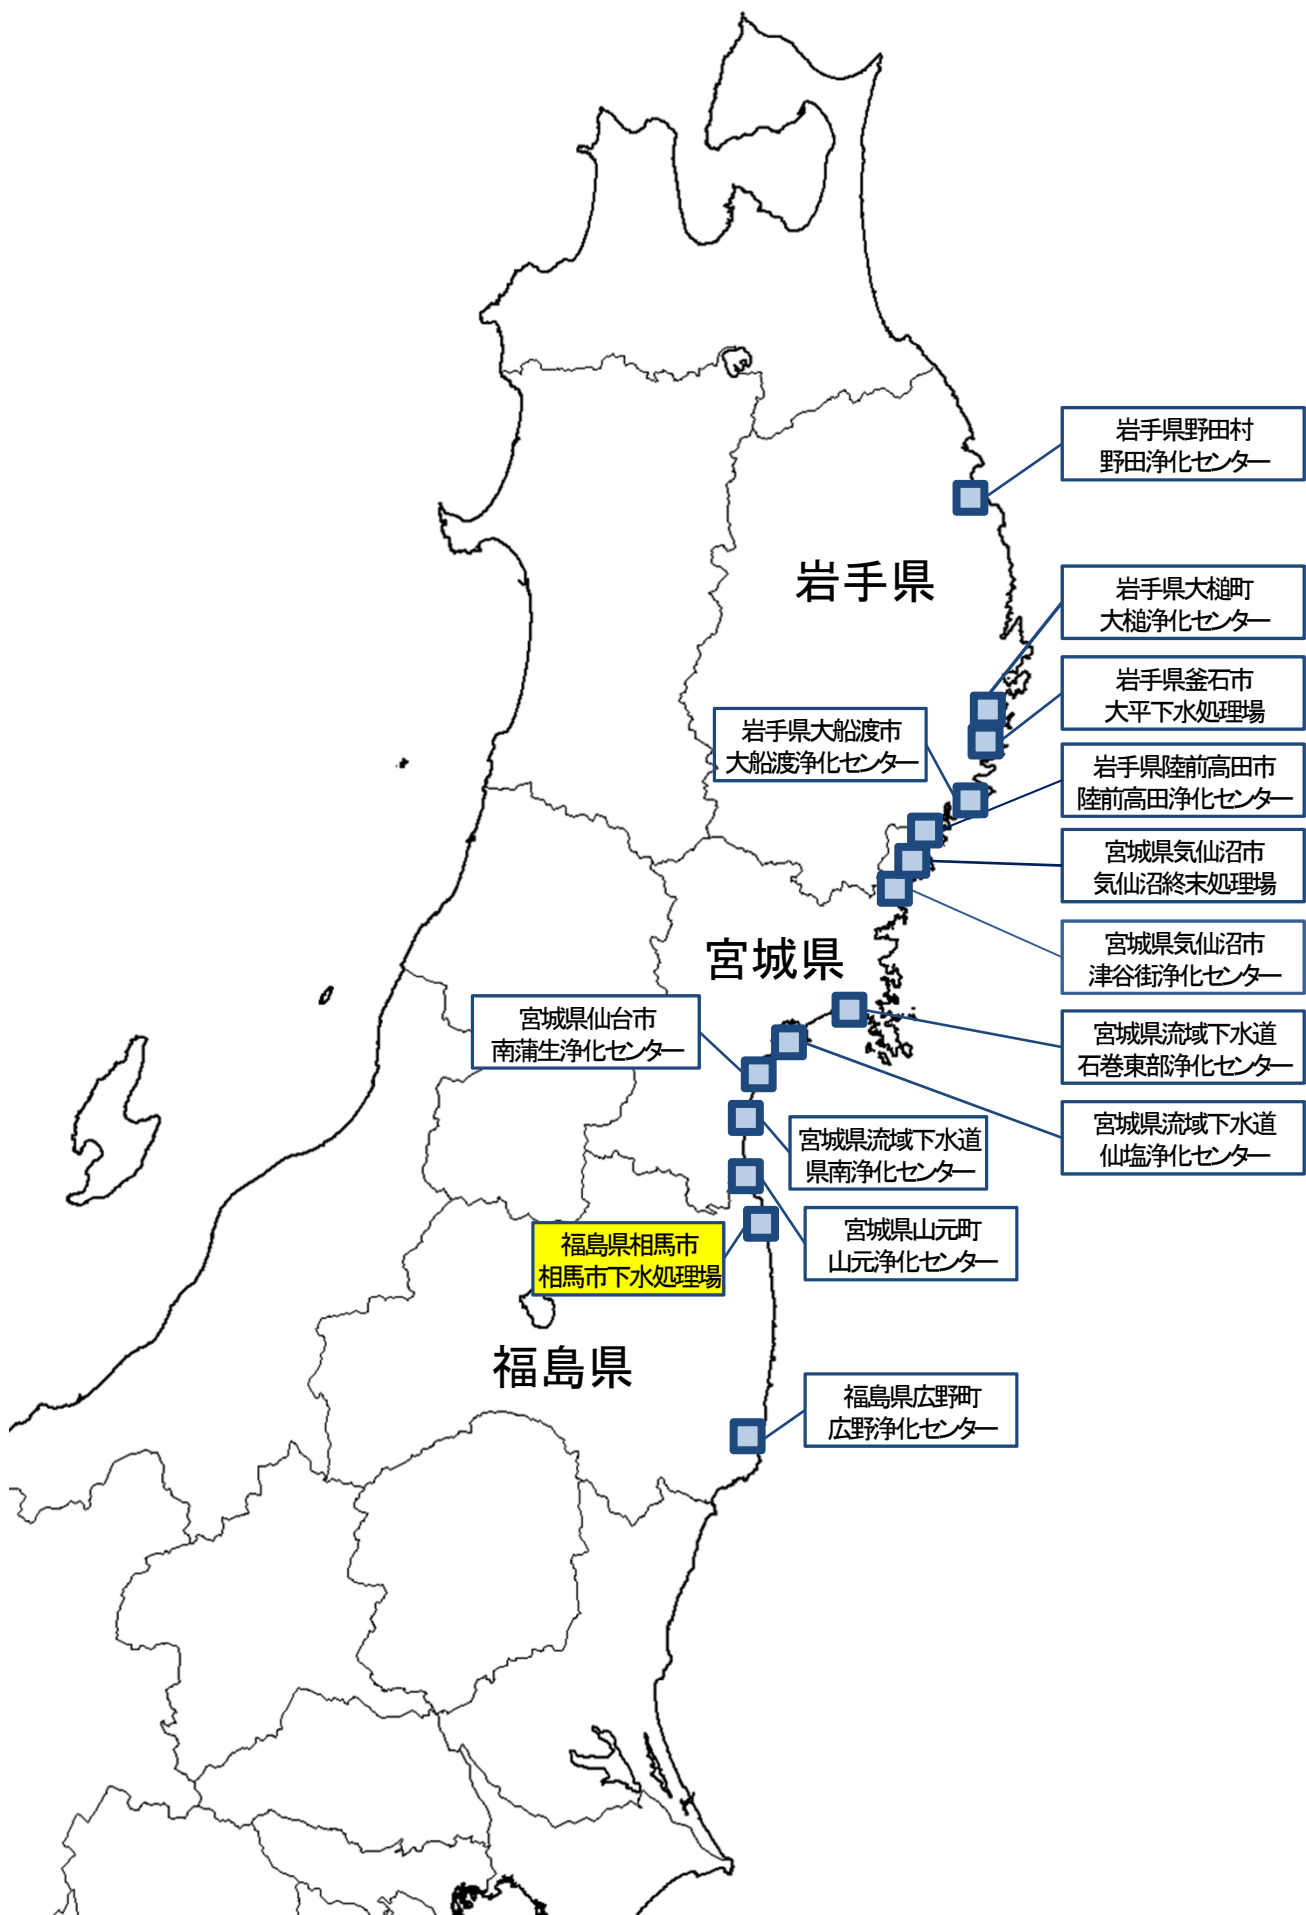 岩手県野田村
野田浄化センター
岩手県
岩手県大槌町
大槌浄化センター
岩手県釜石市
大平下水処理場
岩手県大船渡市
大船渡浄化センター
岩手県陸前高田市
陸前高田浄化センター
宮城県気仙沼市
気仙沼終末処理場
宮城県
宮城県気仙沼市
津谷街浄化センター
宮城県仙台市
南蒲生浄化センター
宮城県流域下水道
石巻東部浄化センター
宮城県流域下水道
仙塩浄化センター
宮城県流域下水道
県南浄化センター
宮城県山元町
山元浄化センター
福島県相馬市
相馬市下水処理場
福島県
福島県広野町
広野浄化センター